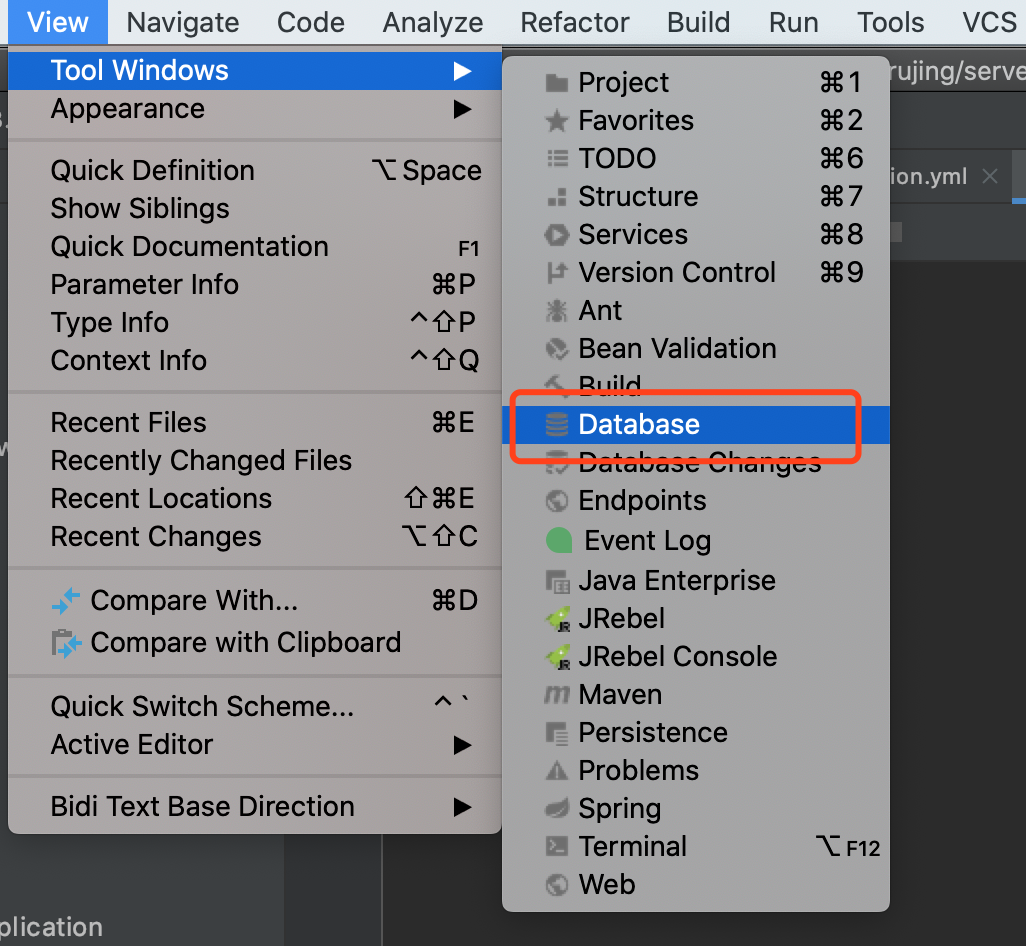 View Navigate Code Analyze Refactor Build Run Tools VCS
Tool Windows ▶
Appearance ▶
Quick Definition ⌥ Space
Show Siblings
Quick Documentation F1
Parameter Info ⌘P
Type Info ^⇧P
Context Info ^⇧Q
Recent Files ⌘E
Recently Changed Files
Recent Locations ⇧⌘E
Recent Changes ⌥⇧C
Compare With... ⌘D
Compare with Clipboard
Quick Switch Scheme... ^`
Active Editor ▶
Bidi Text Base Direction ▶
Project ⌘1
Favorites ⌘2
TODO ⌘6
Structure ⌘7
Services ⌘8
Version Control ⌘9
Ant
Bean Validation
Build
Database
Database Changes
Endpoints
Event Log
Java Enterprise
JRebel
JRebel Console
Maven
Persistence
Problems
Spring
Terminal ⌥F12
Web
rujing/serve
ion.yml
plication